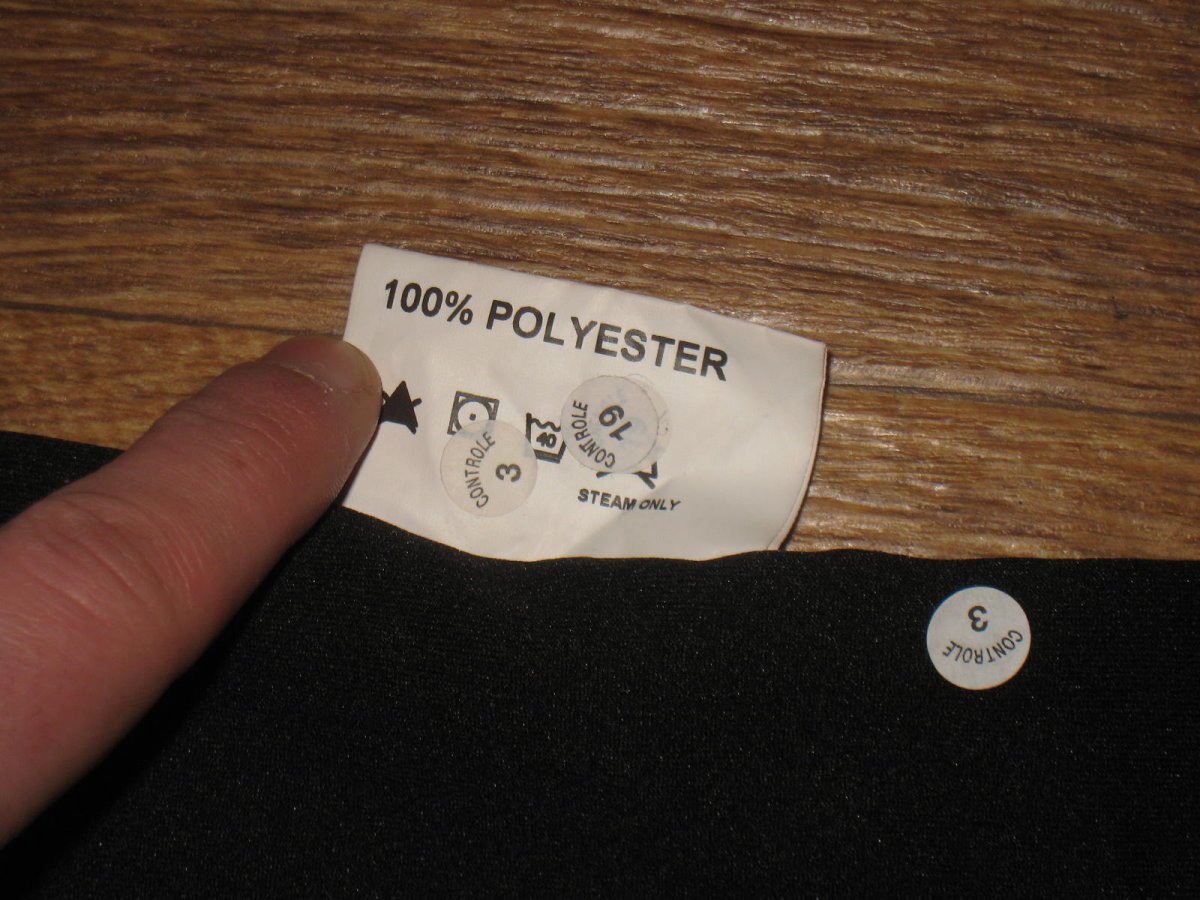 100% POLYESTER
40
CONTROLE
19
CONTROLE
3
STEAM ONLY
3
CONTROLE